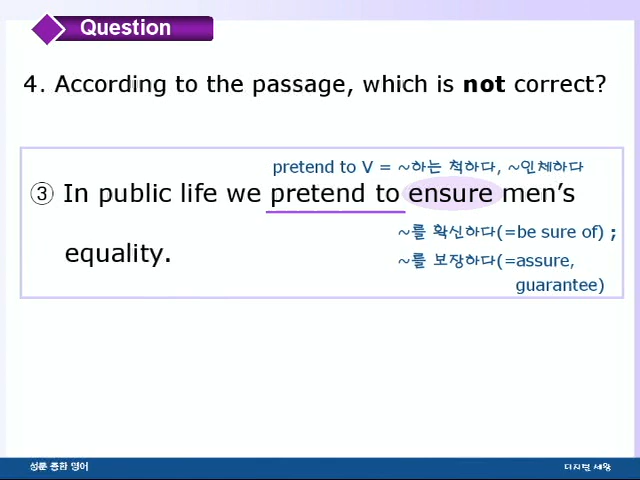 Question
4. According to the passage, which is not correct?
pretend to V = ~하는 척하다, ~인체하다
③ In public life we pretend to ensure men's
~를 확신하다(=be sure of) ;
equality.
~를 보장하다(=assure,
guarantee)
성문 종합 영어
디지털 세영